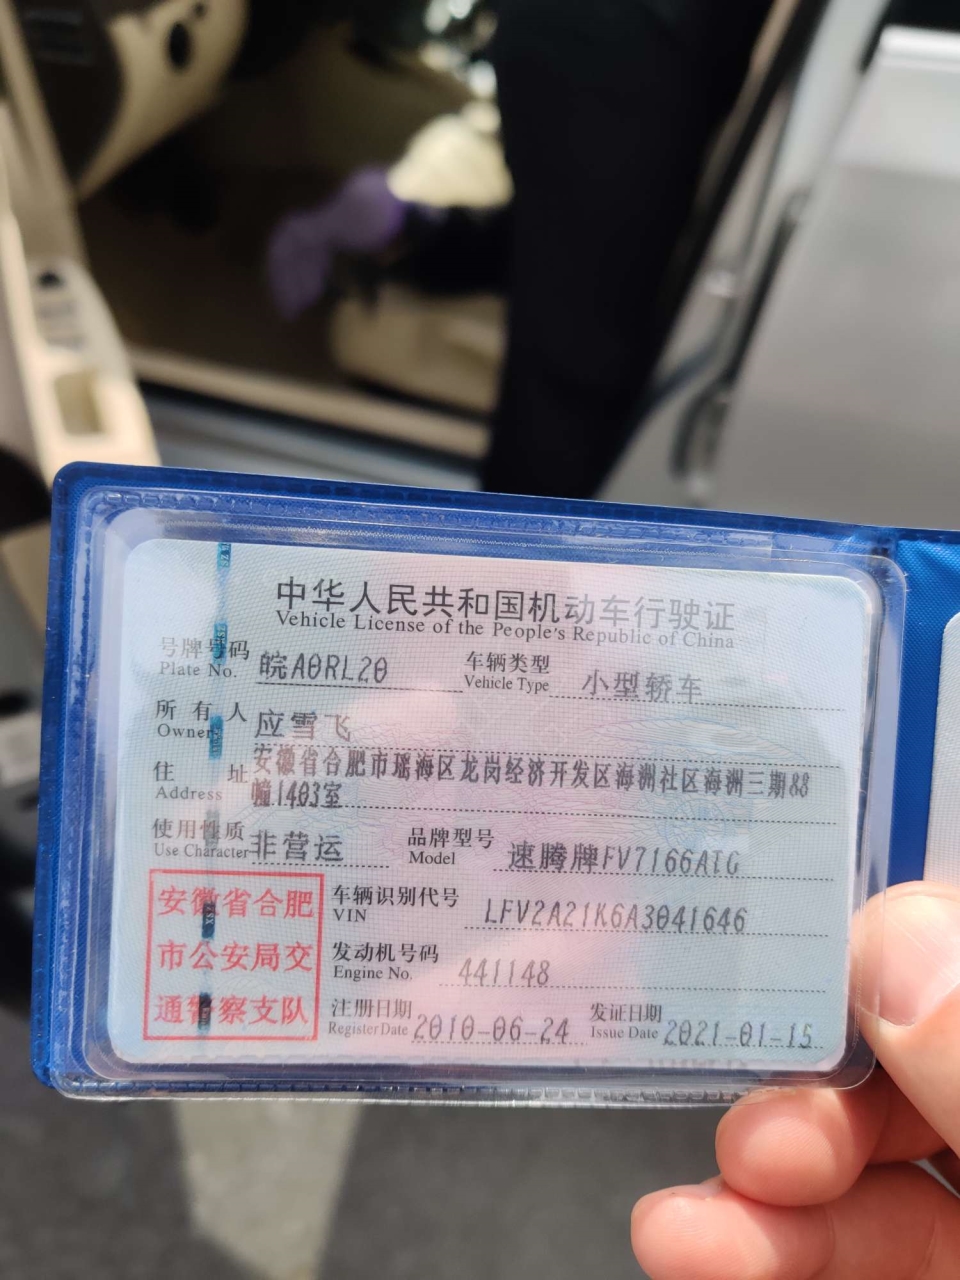 中华人民共和国机动车行驶证
Vehicle License of the People's Republic of China
号牌号码 皖A0RL20 车辆类型 小型轿车
Plate No. Vehicle Type
所有人 应雪飞
Owner
住址 安徽省合肥市瑶海区龙岗经济开发区海洲社区海洲三期88
Address 幢1403室
使用性质 非营运 品牌型号 速腾牌FV7166ATG
Use Character Model
安徽省合肥
市公安局交
通警察支队
车辆识别代号 LFV2A21K6A3041646
VIN
发动机号码 441148
Engine No.
注册日期 2010-06-24 发证日期 2021-01-15
Register Date Issue Date